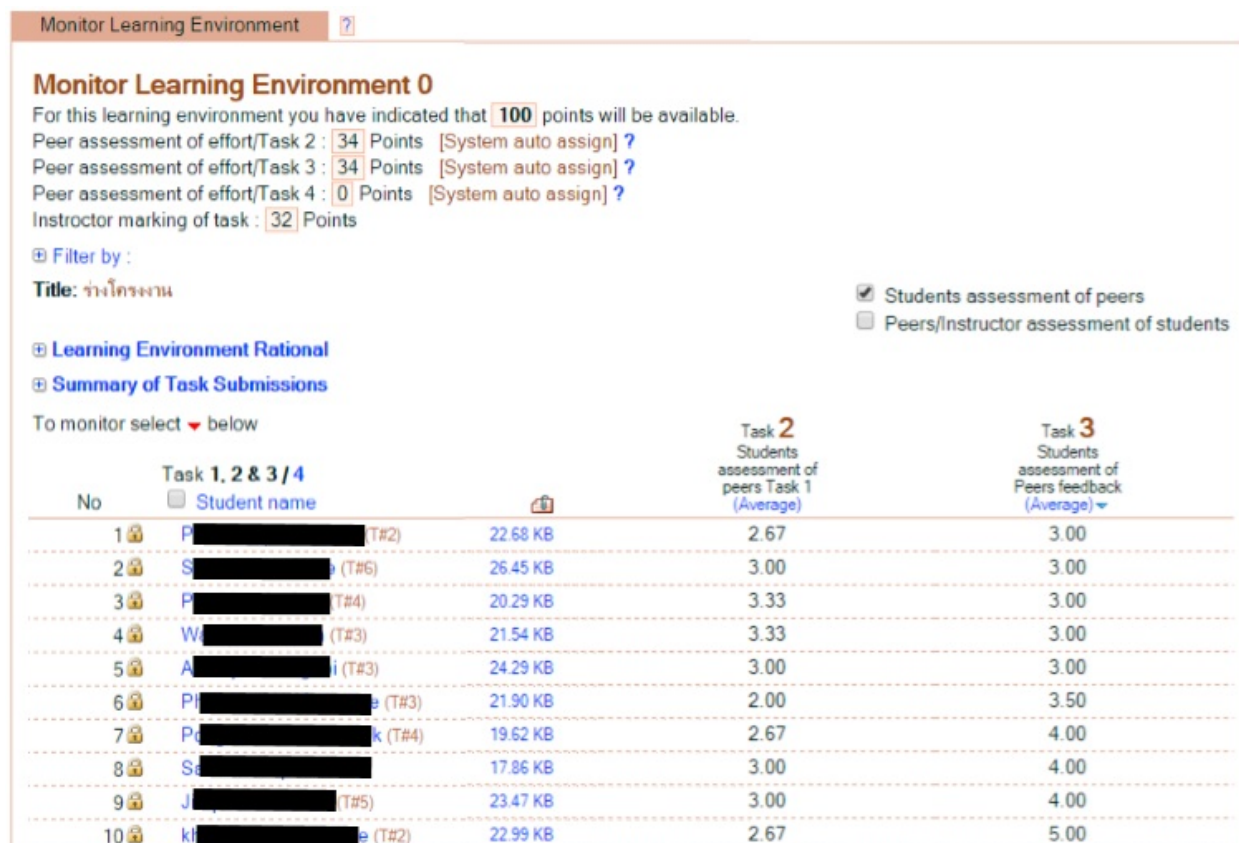 Monitor Learning Environment ?
Monitor Learning Environment 0
For this learning environment you have indicated that 100 points will be available.
Peer assessment of effort/Task 2 : 34 Points [System auto assign] ?
Peer assessment of effort/Task 3 : 34 Points [System auto assign] ?
Peer assessment of effort/Task 4 : 0 Points [System auto assign] ?
Instructor marking of task : 32 Points
Filter by :
Title: ร่างโครงงาน
Students assessment of peers
Peers/Instructor assessment of students
Learning Environment Rational
Summary of Task Submissions
To monitor select below
Task 1, 2 & 3 / 4
No Student name
Task 2
Students
assessment of
peers Task 1
(Average)
Task 3
Students
assessment of
Peers feedback
(Average)
1 P (T#2) 22.68 KB 2.67 3.00
2 S e (T#6) 26.45 KB 3.00 3.00
3 P (T#4) 20.29 KB 3.33 3.00
4 W (T#3) 21.54 KB 3.33 3.00
5 A i (T#3) 24.29 KB 3.00 3.00
6 Ph e (T#3) 21.90 KB 2.00 3.50
7 Po k (T#4) 19.62 KB 2.67 4.00
8 Sa 17.86 KB 3.00 4.00
9 Ji (T#5) 23.47 KB 3.00 4.00
10 kh e (T#2) 22.99 KB 2.67 5.00